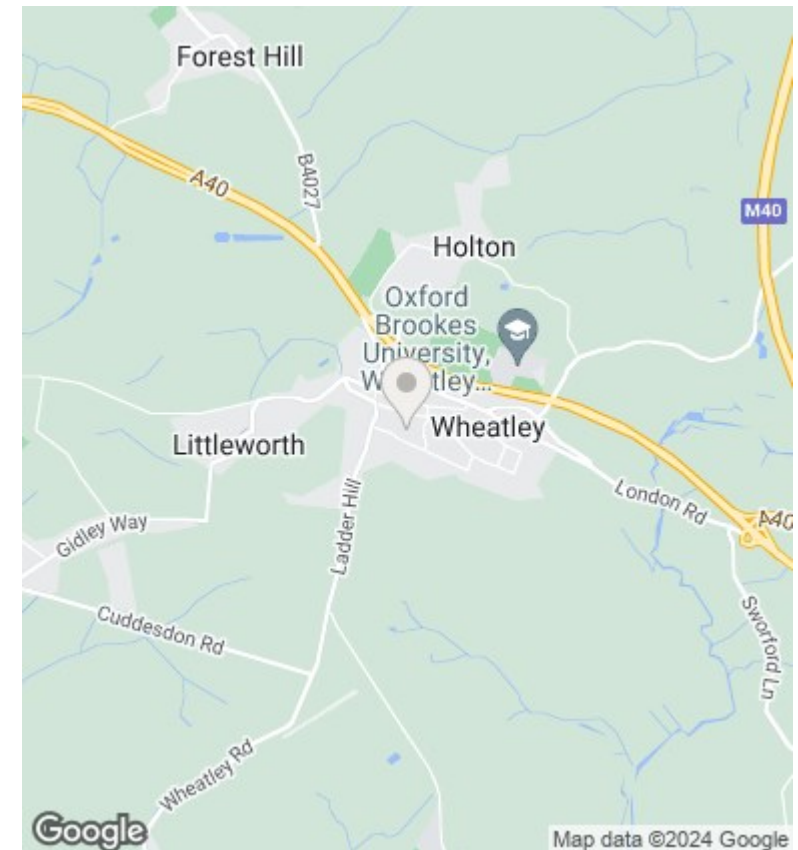 Forest Hill
B4027
A40
M40
Holton
Oxford
Brookes
University,
Wheatley...
Wheatley
Littleworth
Ladder Hill
London Rd
A40
Gidley Way
Cuddesdon Rd
Sworford Ln
Wheatley Rd
Google
Map data ©2024 Google